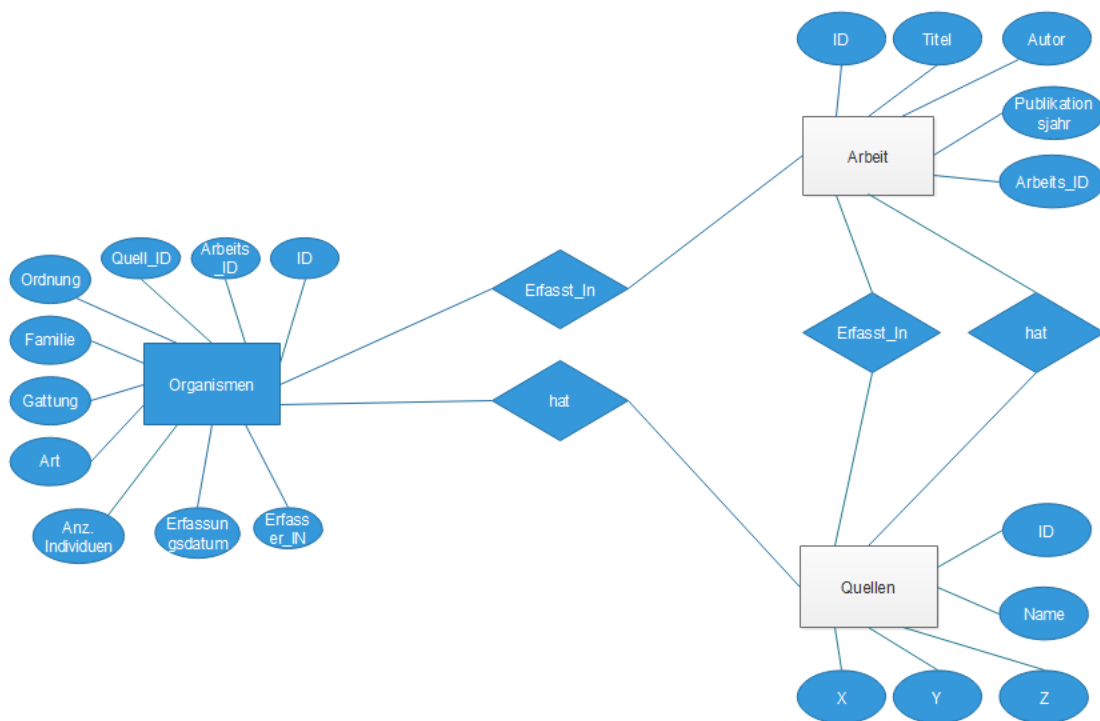 ID
Titel
Autor
Publikation
sjahr
Arbeit
Arbeits_ID
Quell_ID
Arbeits
_ID
ID
Ordnung
Erfasst_In
Erfasst_In
hat
Familie
Organismen
Gattung
hat
Art
Anz.
Individuen
Erfassun
gsdatum
Erfass
er_IN
ID
Quellen
Name
X
Y
Z